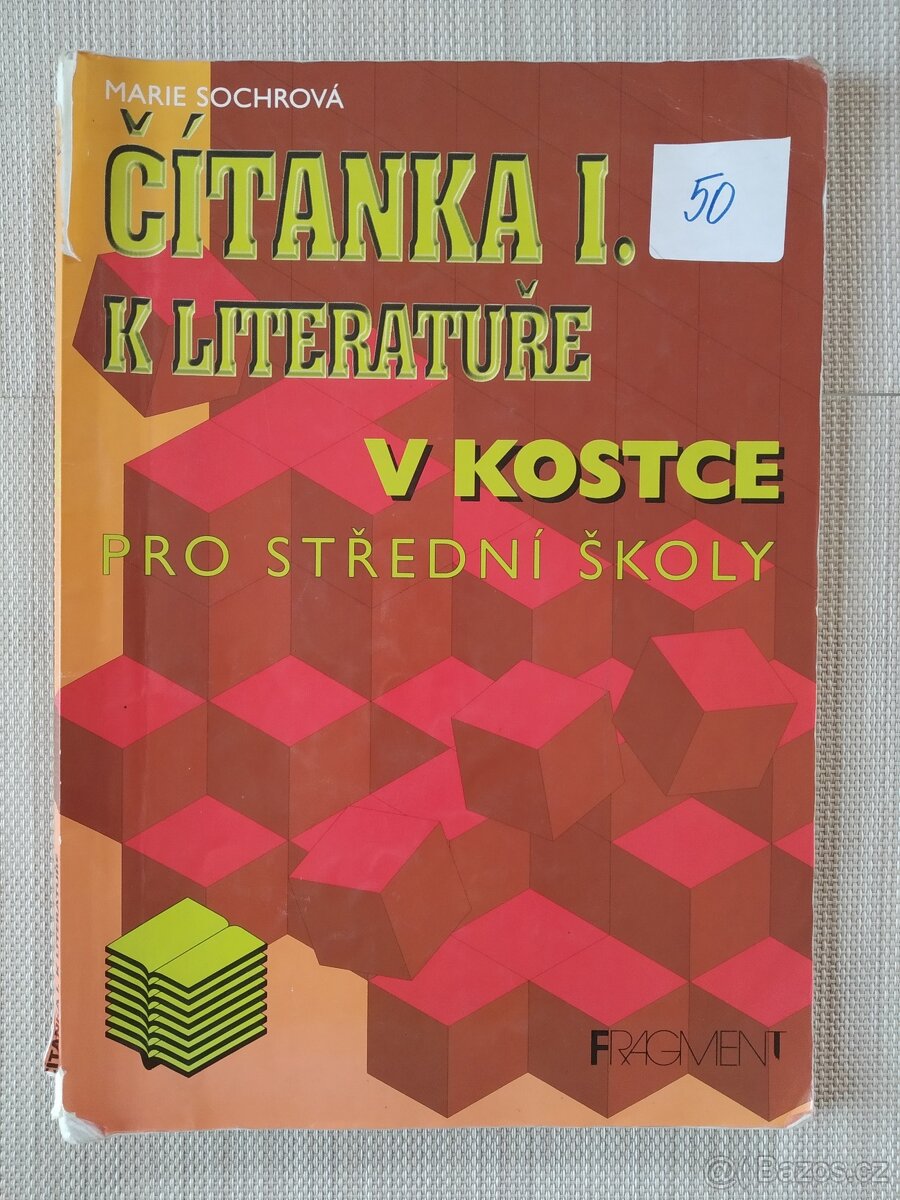 MARIE SOCHROVÁ
ČÍTANKA I.
50
K LITERATUŘE
V KOSTCE
PRO STŘEDNÍ ŠKOLY
FRAGMENT
© Bazos.cz